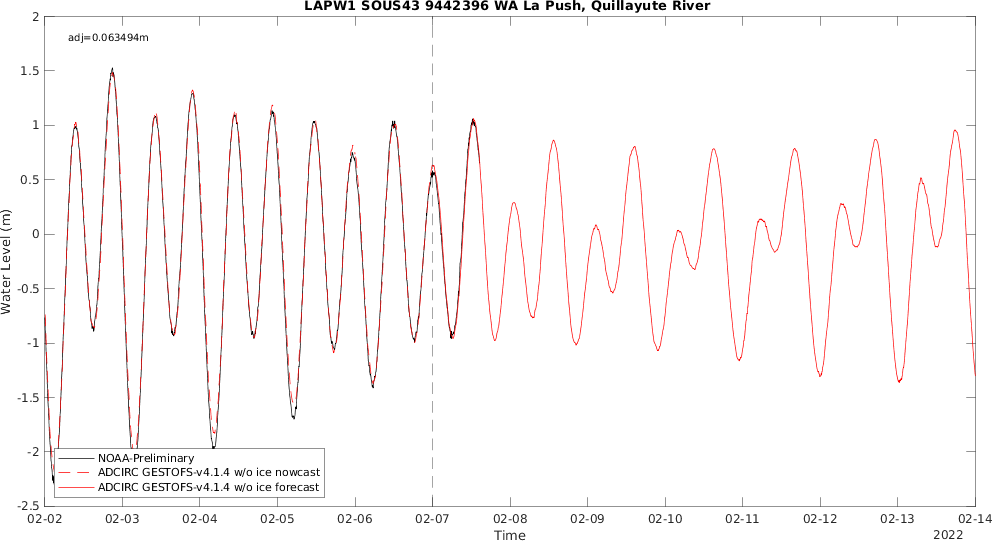 LAPW1 SOUS43 9442396 WA La Push, Quillayute River
adj=0.063494m
Water Level (m)
2
1.5
1
0.5
0
-0.5
-1
-1.5
-2
-2.5
NOAA-Preliminary
ADCIRC GESTOFS-v4.1.4 w/o ice nowcast
ADCIRC GESTOFS-v4.1.4 w/o ice forecast
02-02 02-03 02-04 02-05 02-06 02-07 02-08 02-09 02-10 02-11 02-12 02-13 02-14
Time
2022